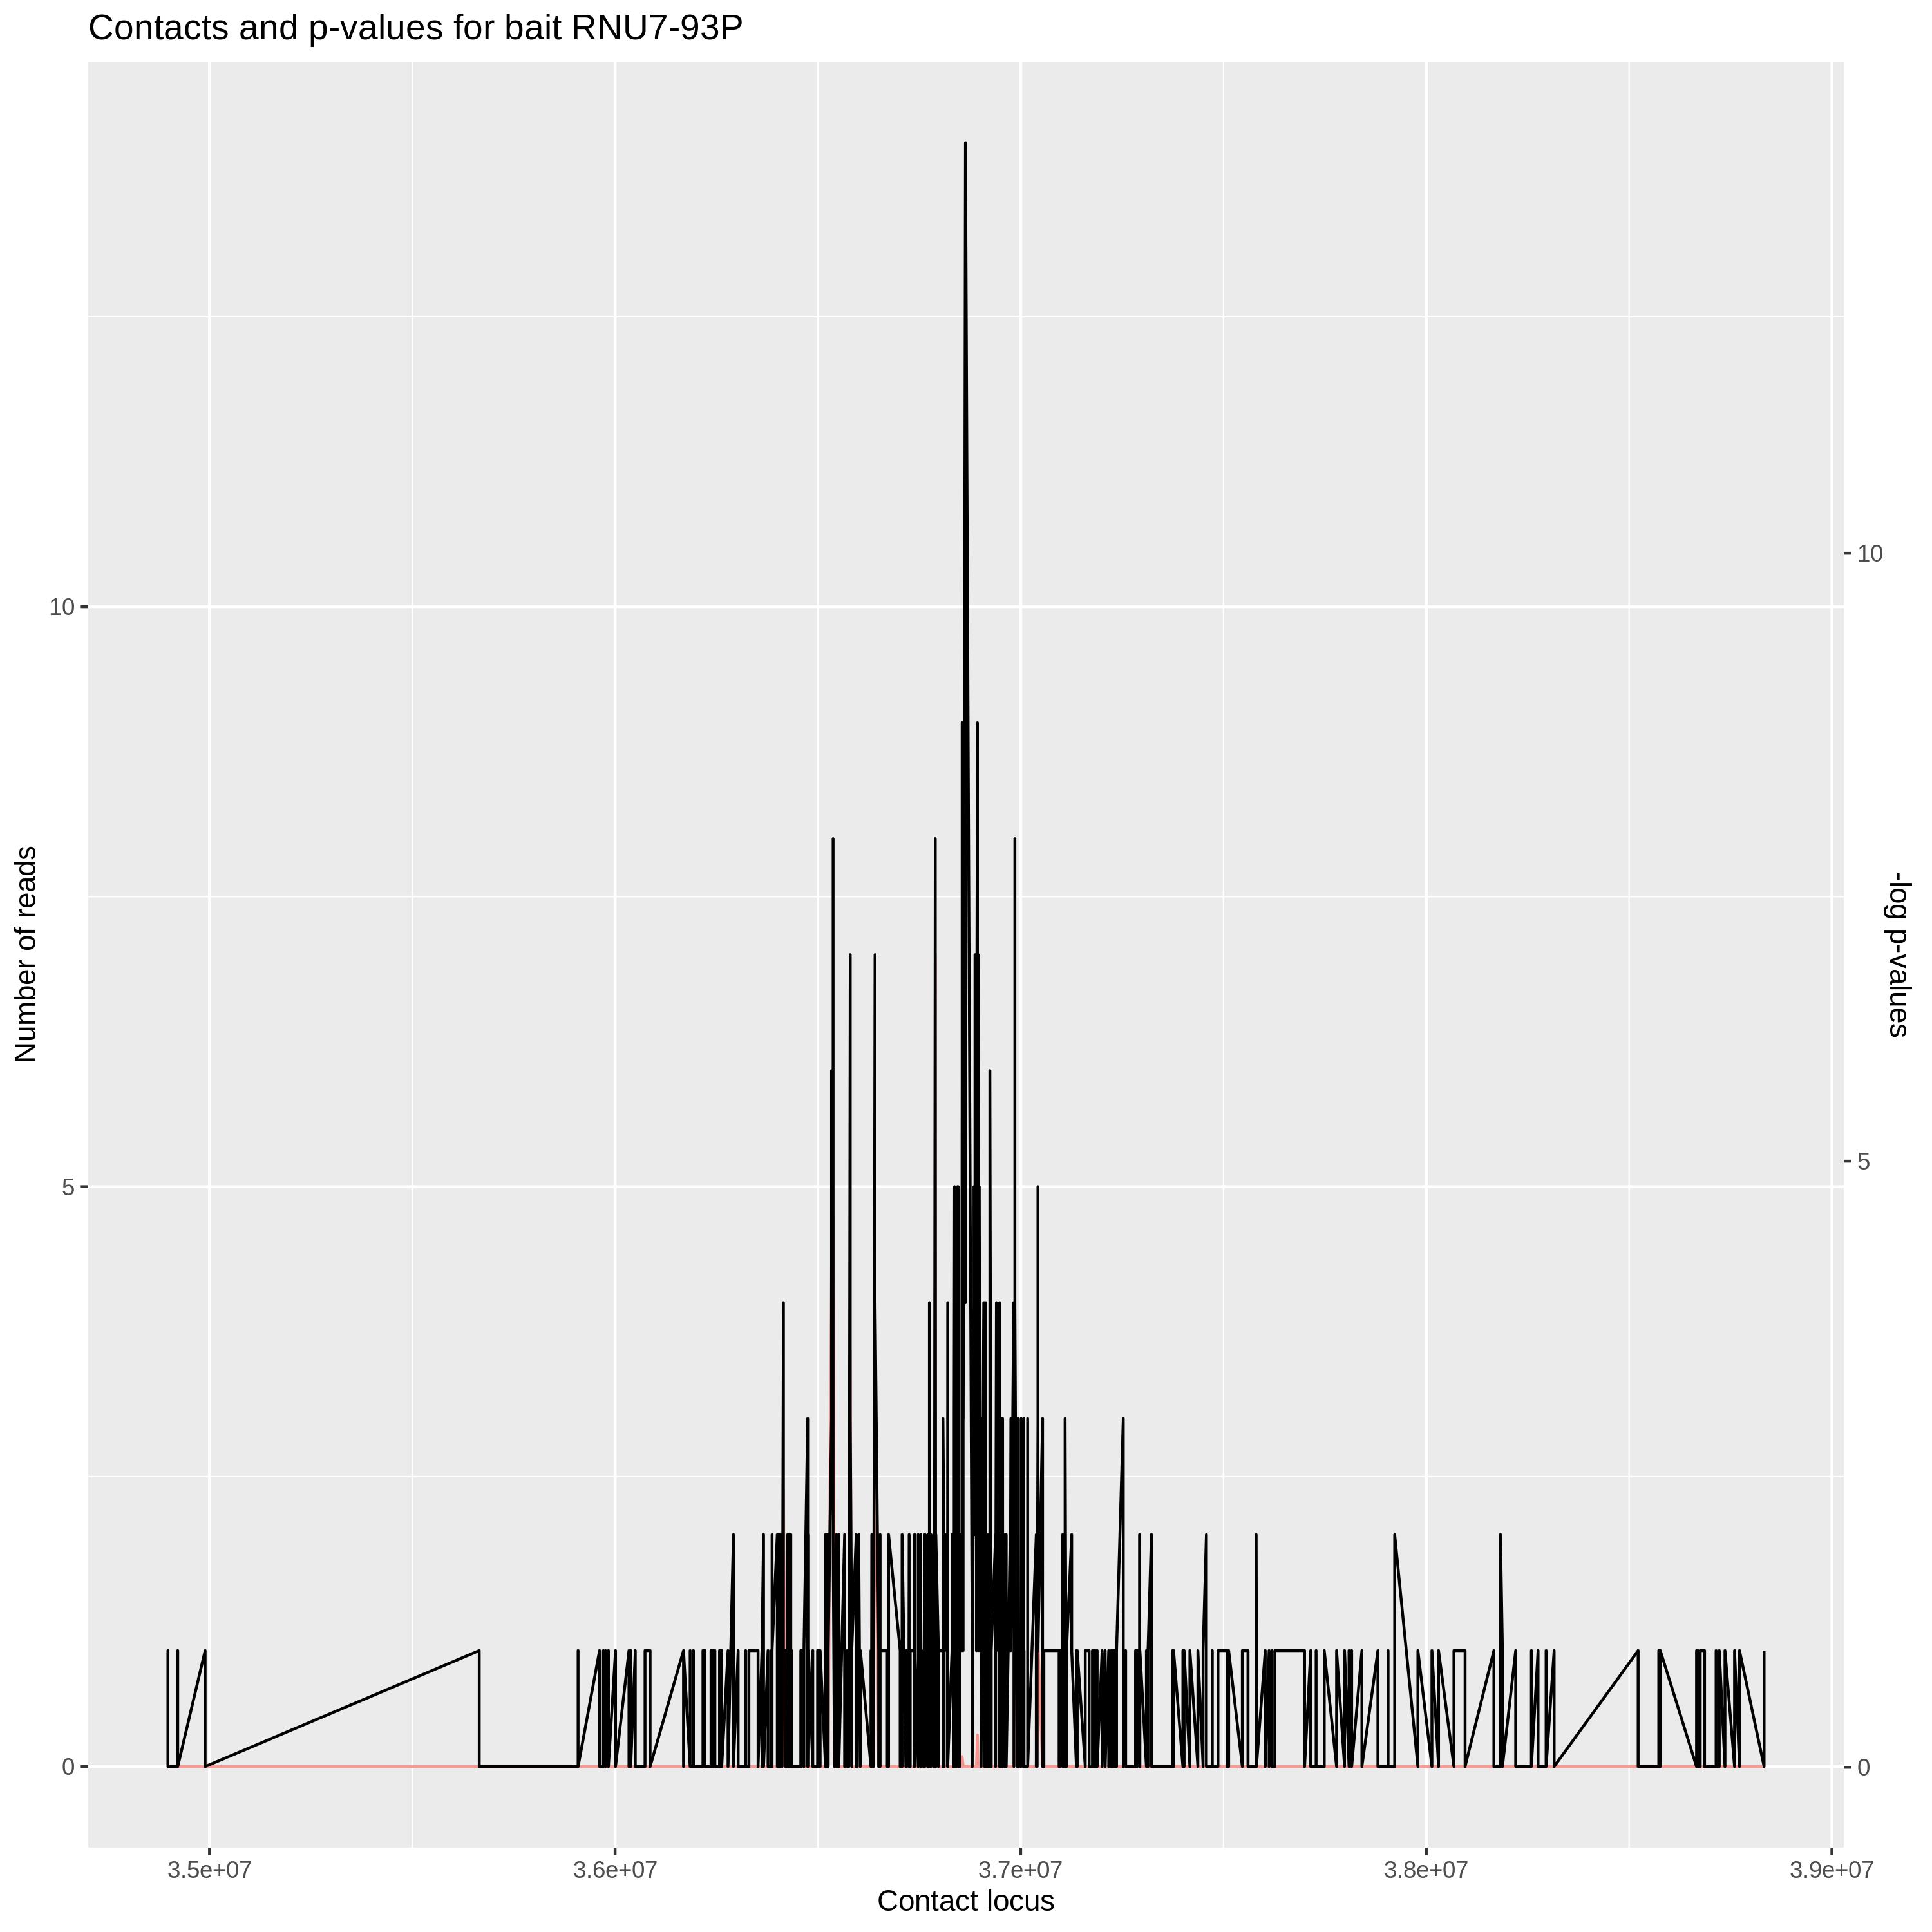 Contacts and p-values for bait RNU7-93P
Number of reads
10
5
0
10
5
0
-log p-values
3.5e+07 3.6e+07 3.7e+07 3.8e+07 3.9e+07
Contact locus